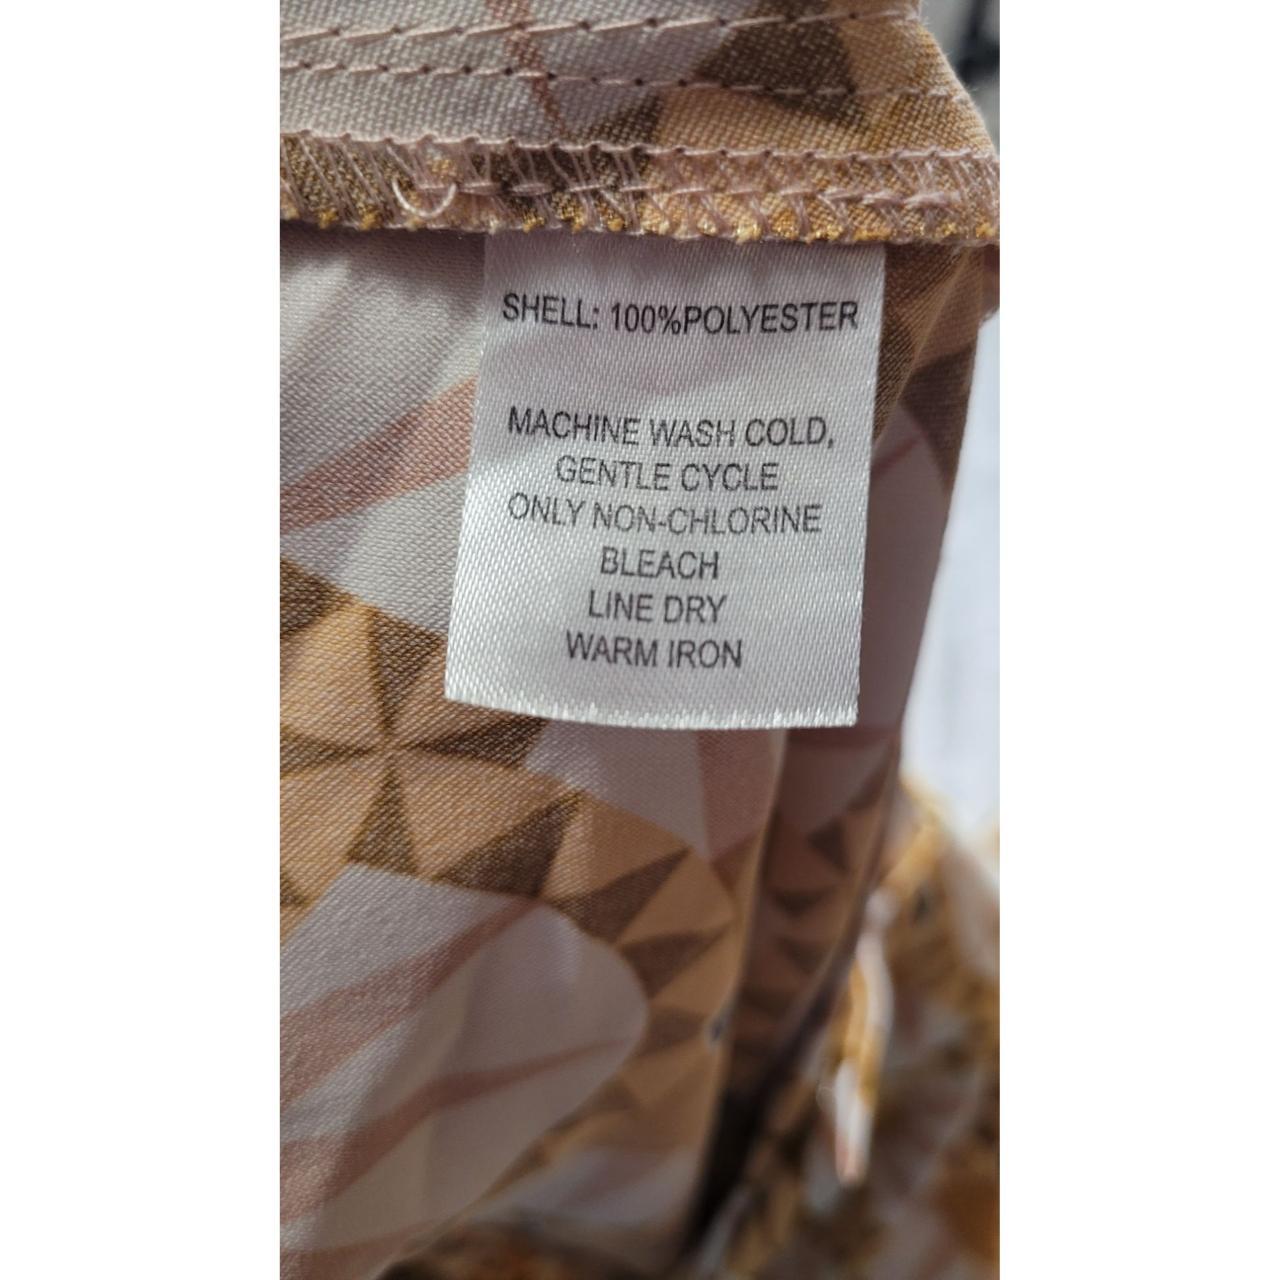 SHELL: 100%POLYESTER
MACHINE WASH COLD,
GENTLE CYCLE
ONLY NON-CHLORINE
BLEACH
LINE DRY
WARM IRON